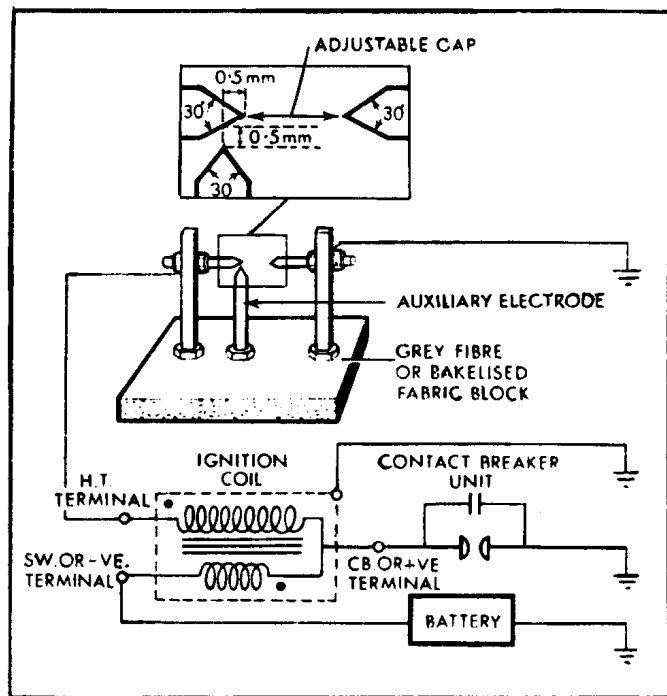 ADJUSTABLE CAP
0·5mm
30°
0·5mm
30°
30°
AUXILIARY ELECTRODE
GREY FIBRE
OR BAKELISED
FABRIC BLOCK
IGNITION
COIL
CONTACT BREAKER
UNIT
H.T.
TERMINAL
SW. OR -VE.
TERMINAL
CB. OR +VE
TERMINAL
BATTERY